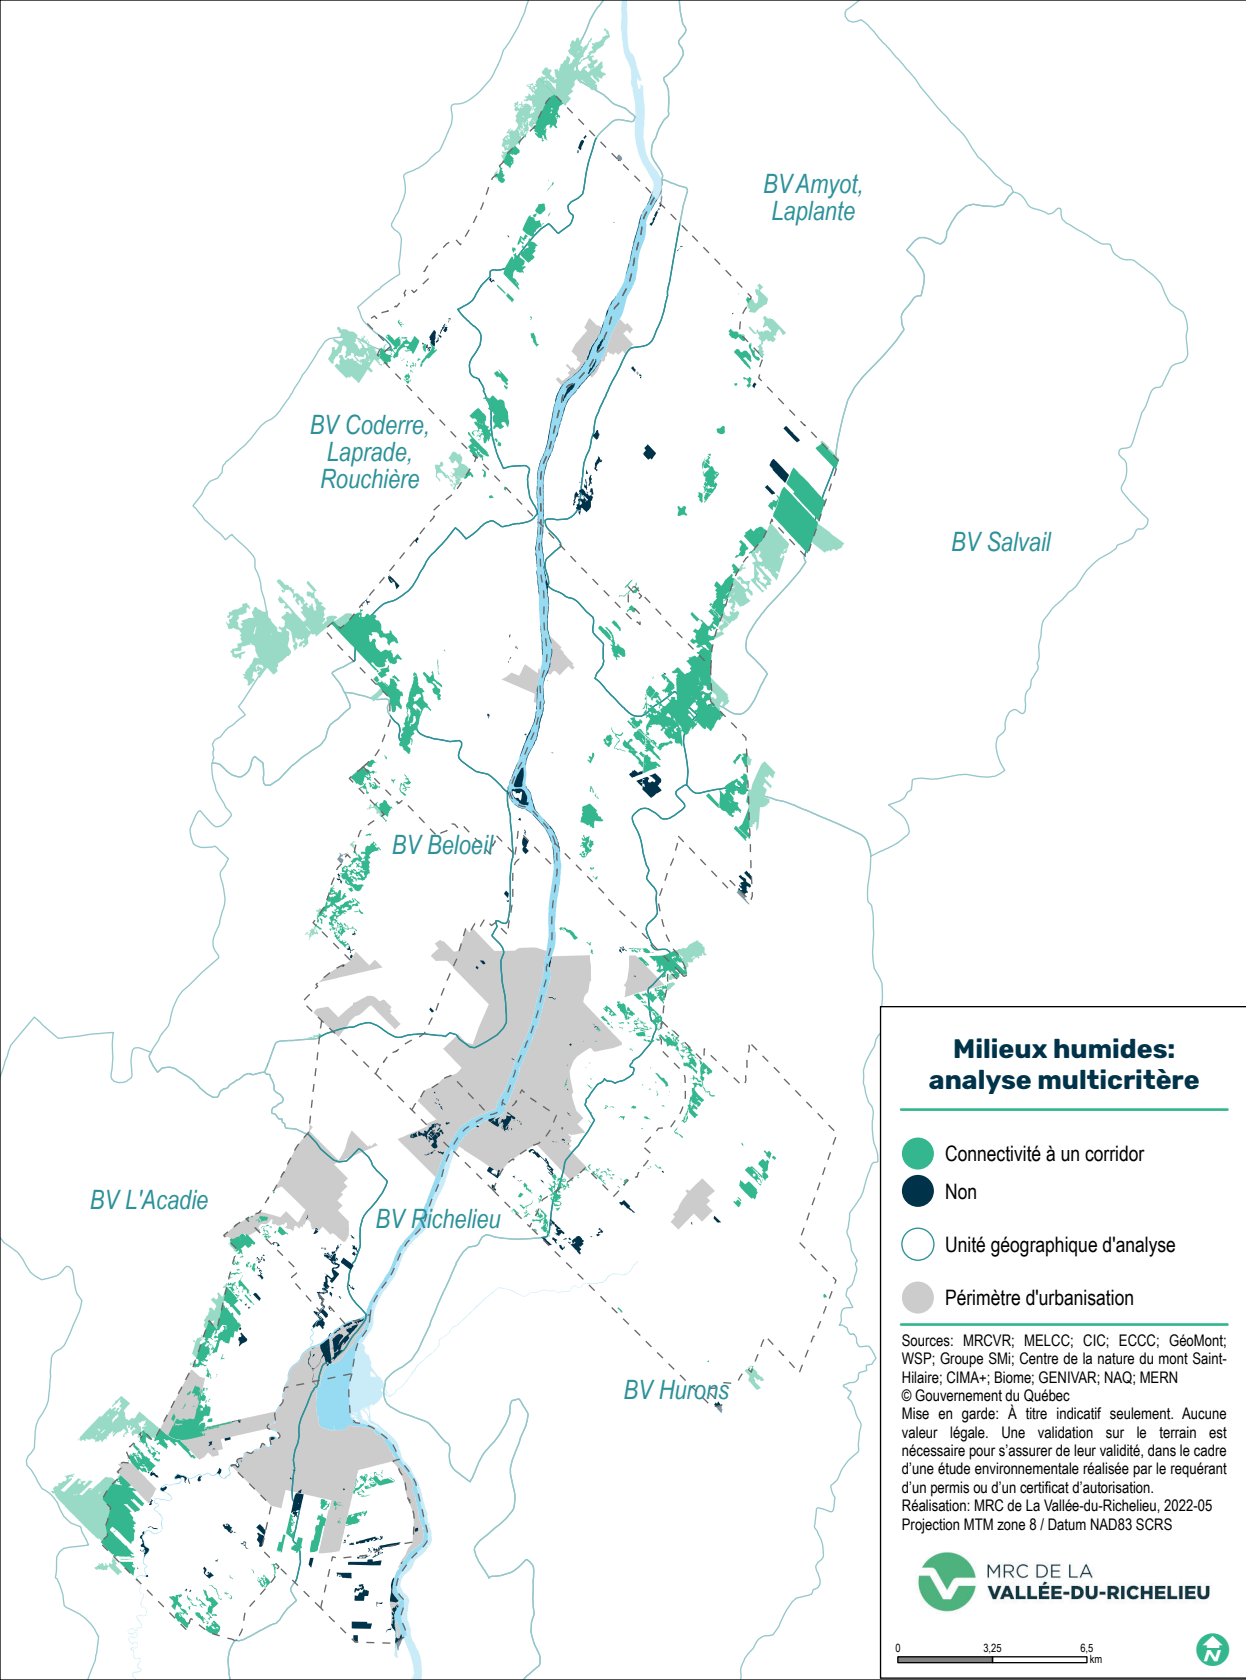 BV Amyot,
Laplante
BV Coderre,
Laprade,
Rouchière
BV Salvail
BV Beloeil
BV L'Acadie
BV Richelieu
BV Hurons
Milieux humides:
analyse multicritère
Connectivité à un corridor
Non
Unité géographique d'analyse
Périmètre d'urbanisation
Sources: MRCVR; MELCC; CIC; ECCC; GéoMont;
WSP; Groupe SMi; Centre de la nature du mont Saint-
Hilaire; CIMA+; Biome; GENIVAR; NAQ; MERN
© Gouvernement du Québec
Mise en garde: À titre indicatif seulement. Aucune
valeur légale. Une validation sur le terrain est
nécessaire pour s’assurer de leur validité, dans le cadre
d’une étude environnementale réalisée par le requérant
d’un permis ou d’un certificat d’autorisation.
Réalisation: MRC de La Vallée-du-Richelieu, 2022-05
Projection MTM zone 8 / Datum NAD83 SCRS
MRC DE LA
VALLÉE-DU-RICHELIEU
0 3,25 6,5
km
N